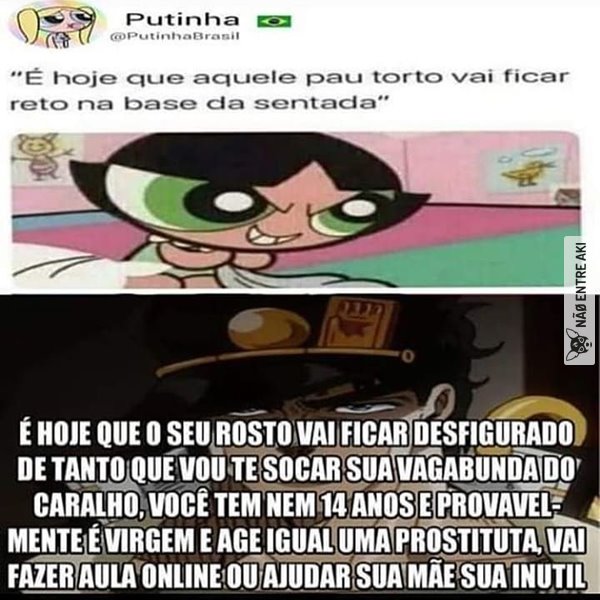 Putinha 🇧🇷
@PutinhaBrasil
"É hoje que aquele pau torto vai ficar
reto na base da sentada"
NÃO ENTRE AKI
É HOJE QUE O SEU ROSTO VAI FICAR DESFIGURADO
DE TANTO QUE VOU TE SOCAR SUA VAGABUNDA DO
CARALHO, VOCÊ TEM NEM 14 ANOS E PROVAVEL-
MENTE É VIRGEM E AGE IGUAL UMA PROSTITUTA, VAI
FAZER AULA ONLINE OU AJUDAR SUA MÃE SUA INUTIL